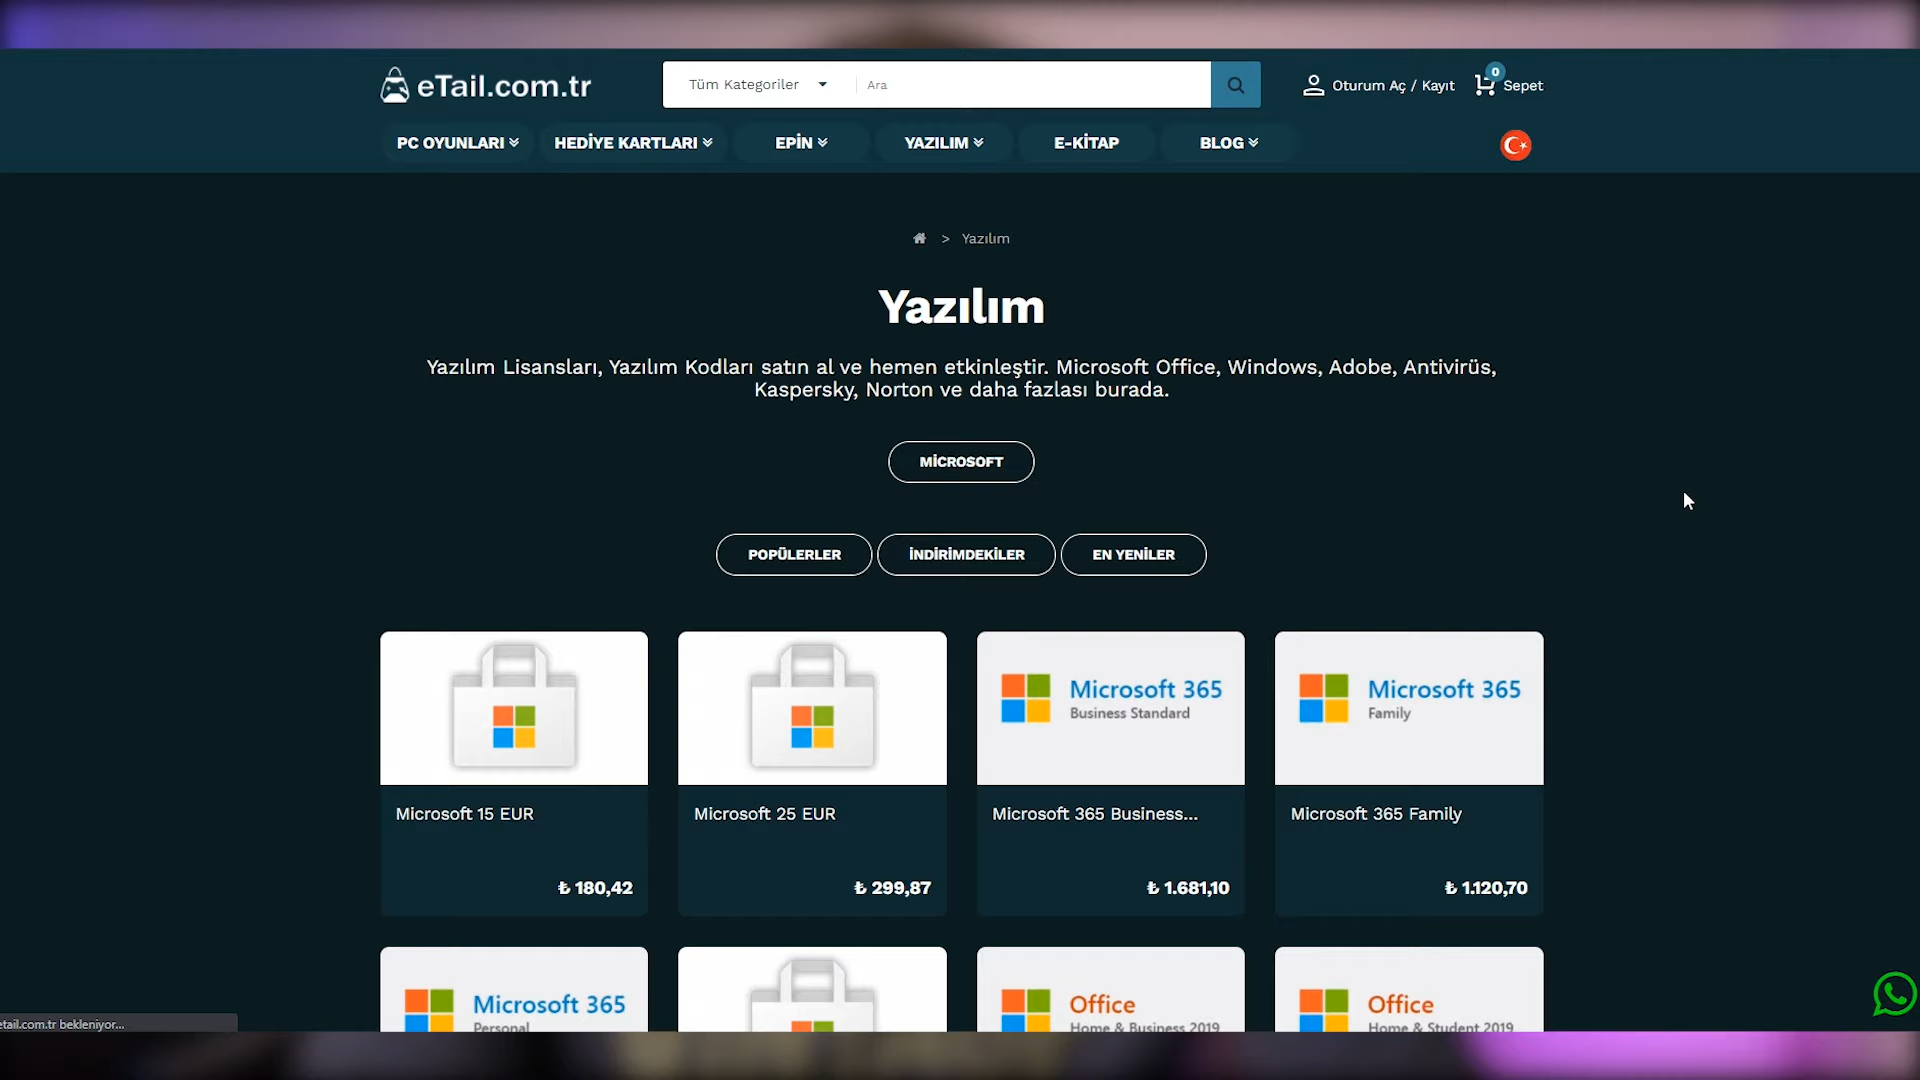 eTail.com.tr
Tüm Kategoriler
Ara
Oturum Aç / Kayıt
0
Sepet
PC OYUNLARI
HEDİYE KARTLARI
EPİN
YAZILIM
E-KİTAP
BLOG
> Yazılım
Yazılım
Yazılım Lisansları, Yazılım Kodları satın al ve hemen etkinleştir. Microsoft Office, Windows, Adobe, Antivirüs,
Kaspersky, Norton ve daha fazlası burada.
MİCROSOFT
POPÜLERLER
İNDİRİMDEKİLER
EN YENİLER
Microsoft 365
Business Standard
Microsoft 365
Family
Microsoft 15 EUR
Microsoft 25 EUR
Microsoft 365 Business...
Microsoft 365 Family
₺ 180,42
₺ 299,87
₺ 1.681,10
₺ 1.120,70
Microsoft 365
Personal
Office
Home & Business 2019
Office
Home & Student 2019
etail.com.tr bekleniyor...